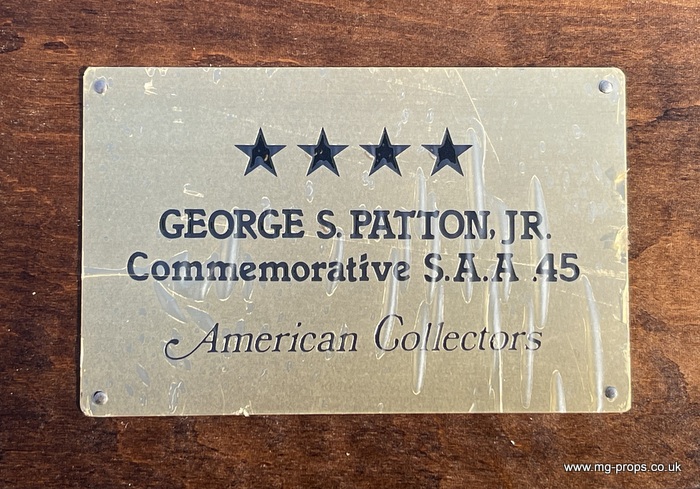 GEORGE S. PATTON, JR.
Commemorative S.A.A .45
American Collectors
www.mg-props.co.uk